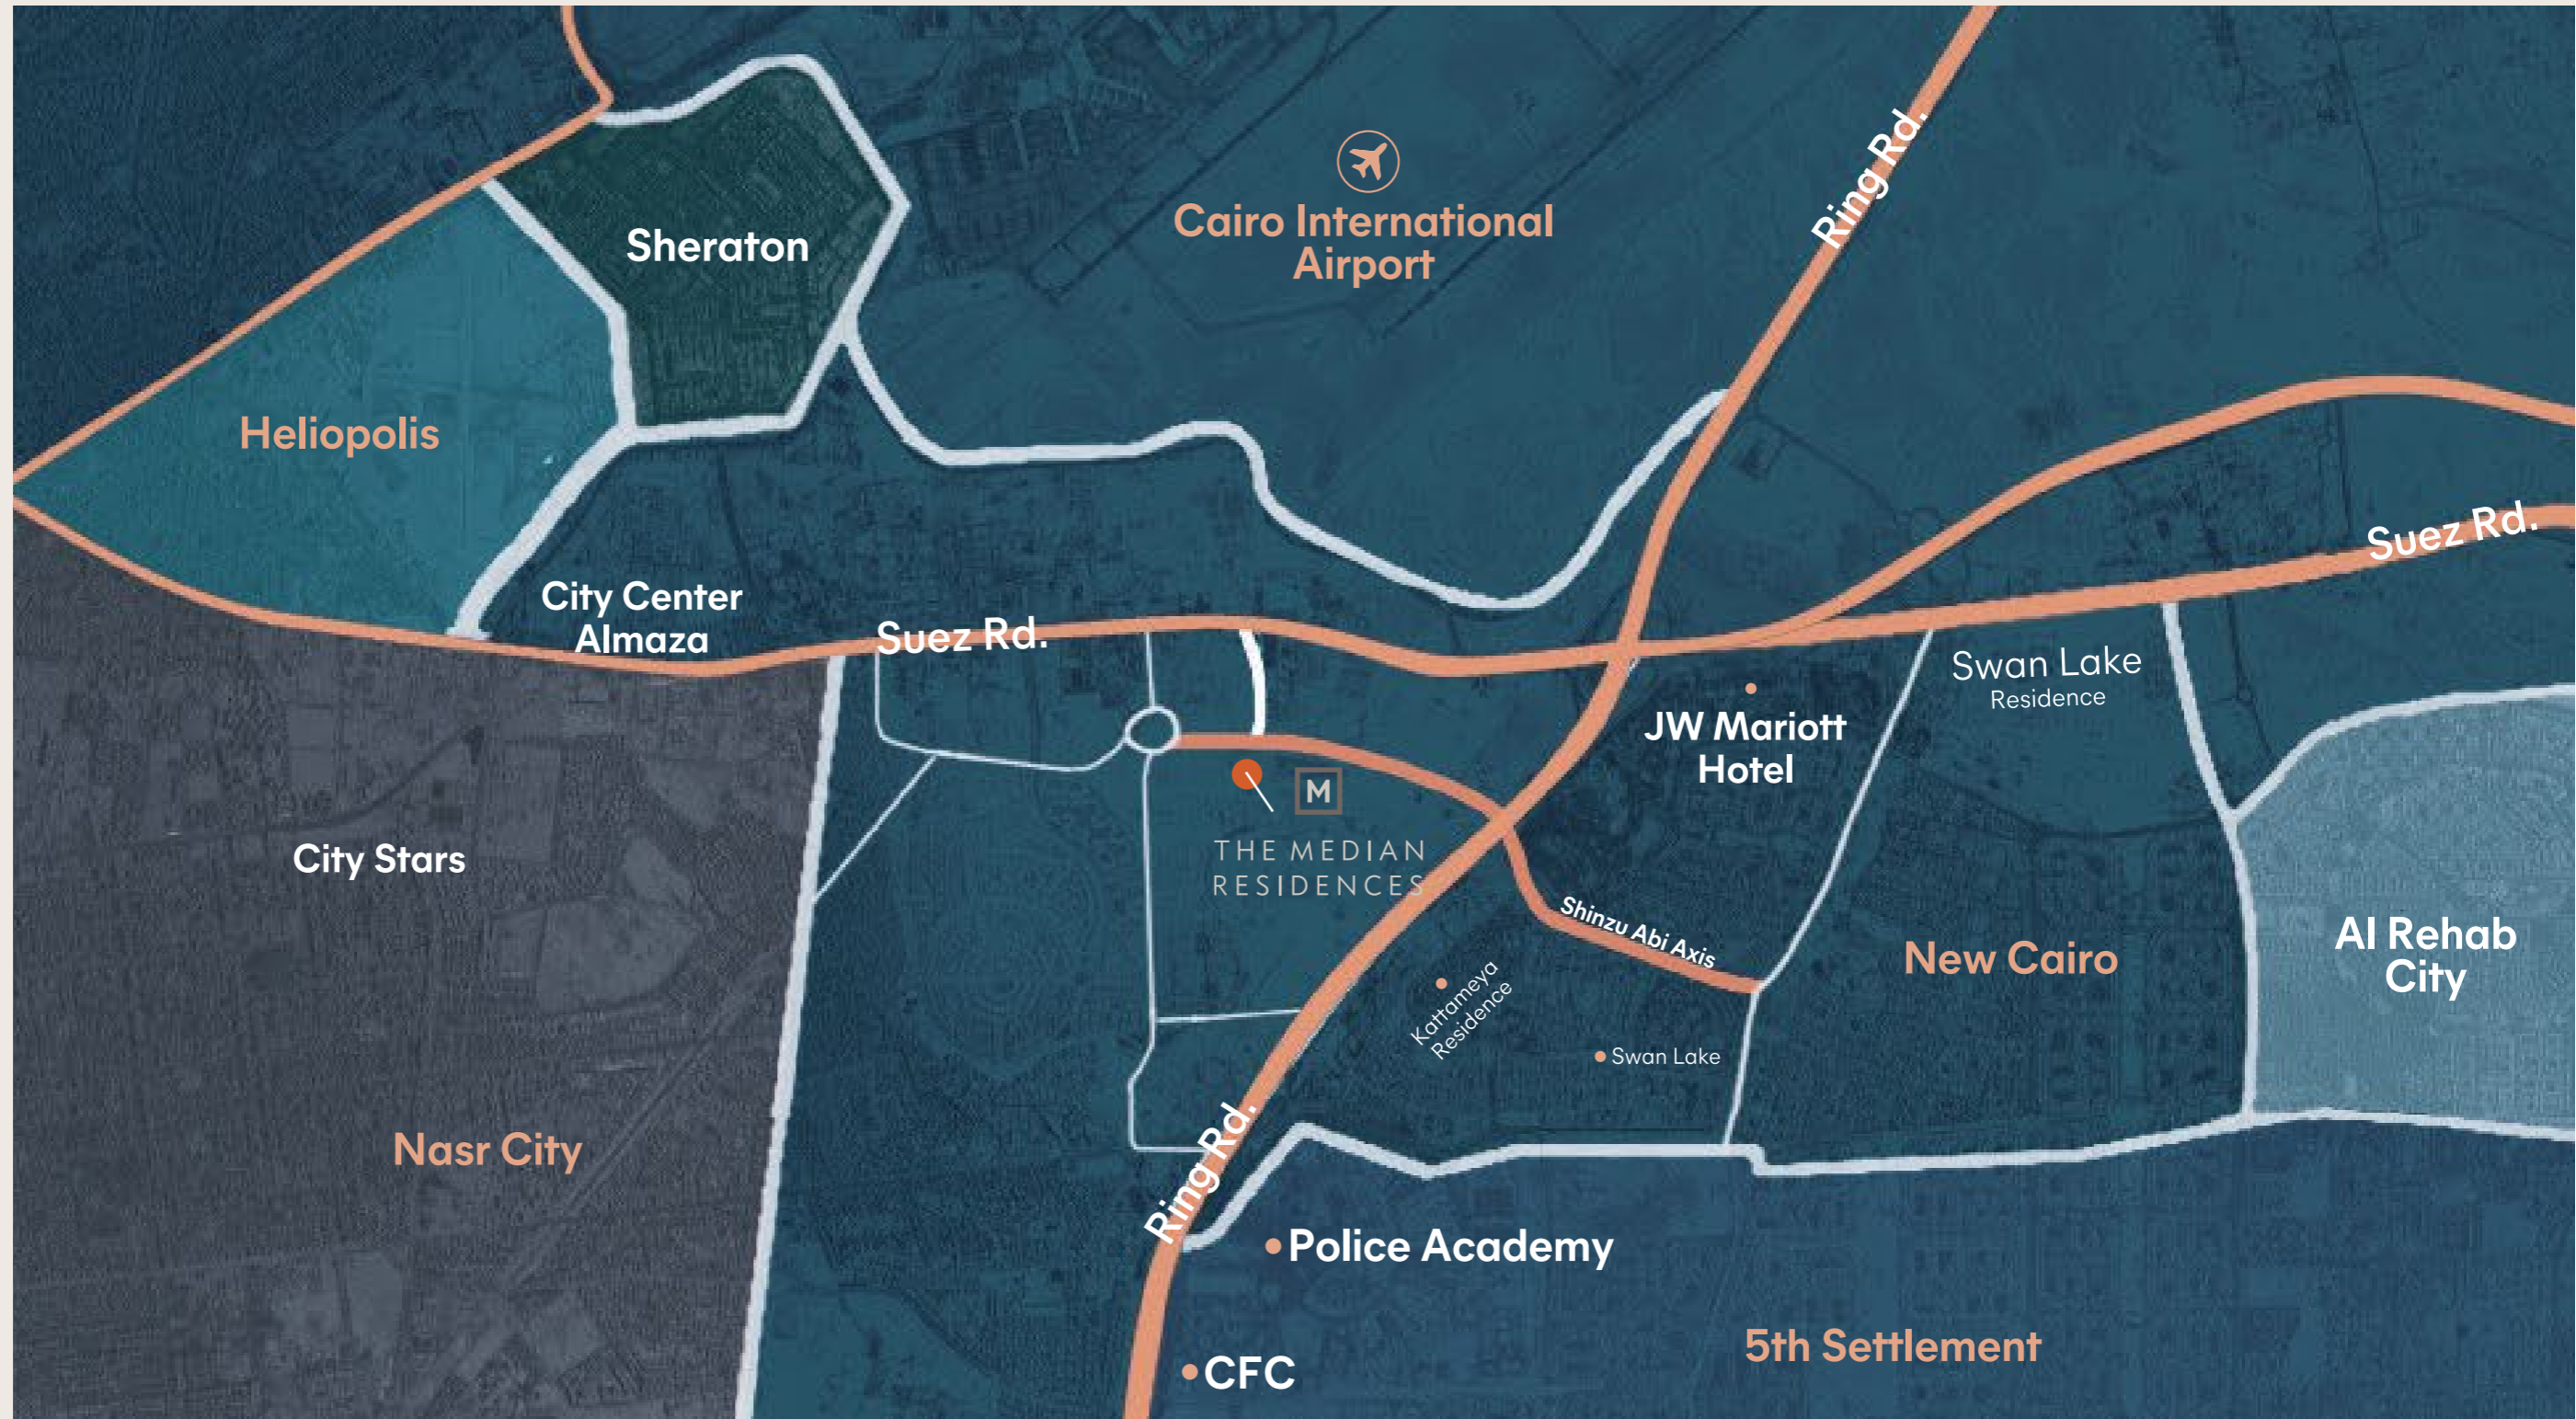 Ring Rd.
Cairo International
Airport
Sheraton
Heliopolis
Suez Rd.
City Center
Almaza
Suez Rd.
Swan Lake
Residence
JW Mariott
Hotel
M
THE MEDIAN
RESIDENCES
City Stars
Shinzu Abi Axis
New Cairo
Al Rehab
City
Kattameya
Residence
Swan Lake
Nasr City
Ring Rd.
Police Academy
5th Settlement
CFC